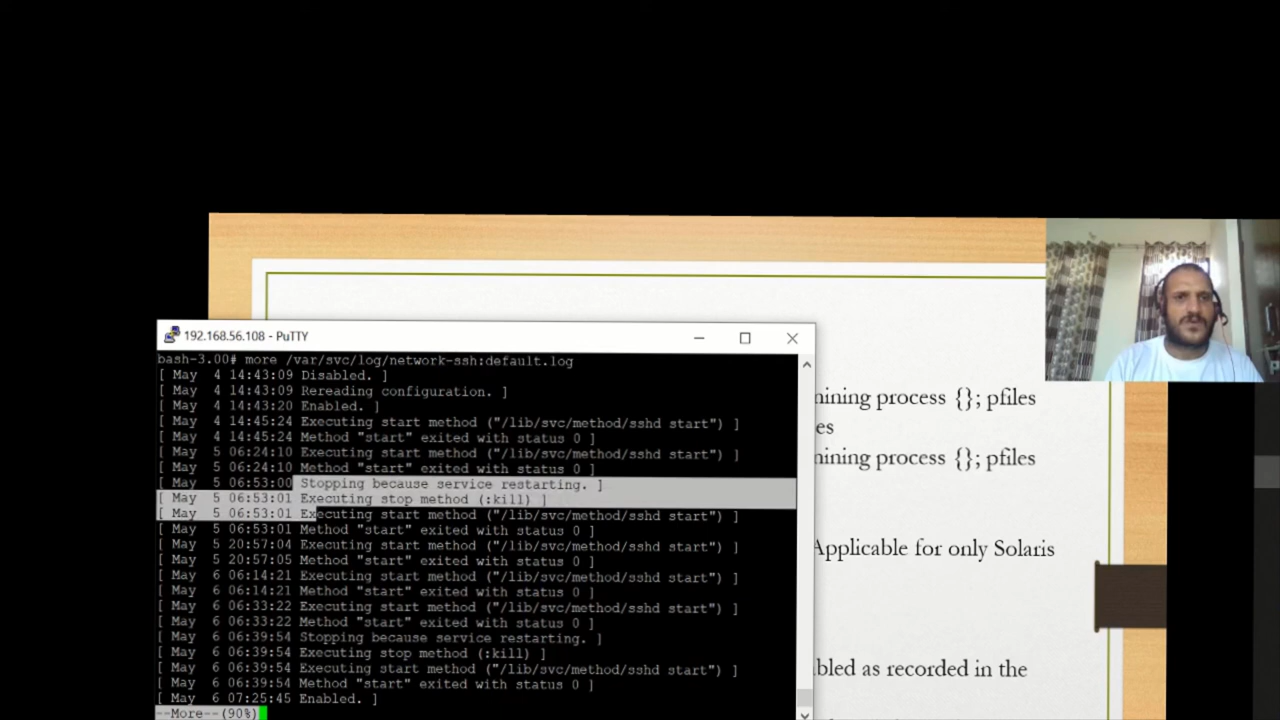 192.168.56.108 - PuTTY
bash-3.00# more /var/svc/log/network-ssh:default.log
[ May  4 14:43:09 Disabled. ]
[ May  4 14:43:09 Rereading configuration. ]
[ May  4 14:43:20 Enabled. ]
[ May  4 14:45:24 Executing start method ("/lib/svc/method/sshd start") ]
[ May  4 14:45:24 Method "start" exited with status 0 ]
[ May  5 06:24:10 Executing start method ("/lib/svc/method/sshd start") ]
[ May  5 06:24:10 Method "start" exited with status 0 ]
[ May  5 06:53:00 Stopping because service restarting. ]
[ May  5 06:53:01 Executing stop method (:kill) ]
[ May  5 06:53:01 Executing start method ("/lib/svc/method/sshd start") ]
[ May  5 06:53:01 Method "start" exited with status 0 ]
[ May  5 20:57:04 Executing start method ("/lib/svc/method/sshd start") ]
[ May  5 20:57:05 Method "start" exited with status 0 ]
[ May  6 06:14:21 Executing start method ("/lib/svc/method/sshd start") ]
[ May  6 06:14:21 Method "start" exited with status 0 ]
[ May  6 06:33:22 Executing start method ("/lib/svc/method/sshd start") ]
[ May  6 06:33:22 Method "start" exited with status 0 ]
[ May  6 06:39:54 Stopping because service restarting. ]
[ May  6 06:39:54 Executing stop method (:kill) ]
[ May  6 06:39:54 Executing start method ("/lib/svc/method/sshd start") ]
[ May  6 06:39:54 Method "start" exited with status 0 ]
[ May  6 07:25:45 Enabled. ]
--More--(90%)
nining process {}; pfiles
es
nining process {}; pfiles
Applicable for only Solaris
bled as recorded in the